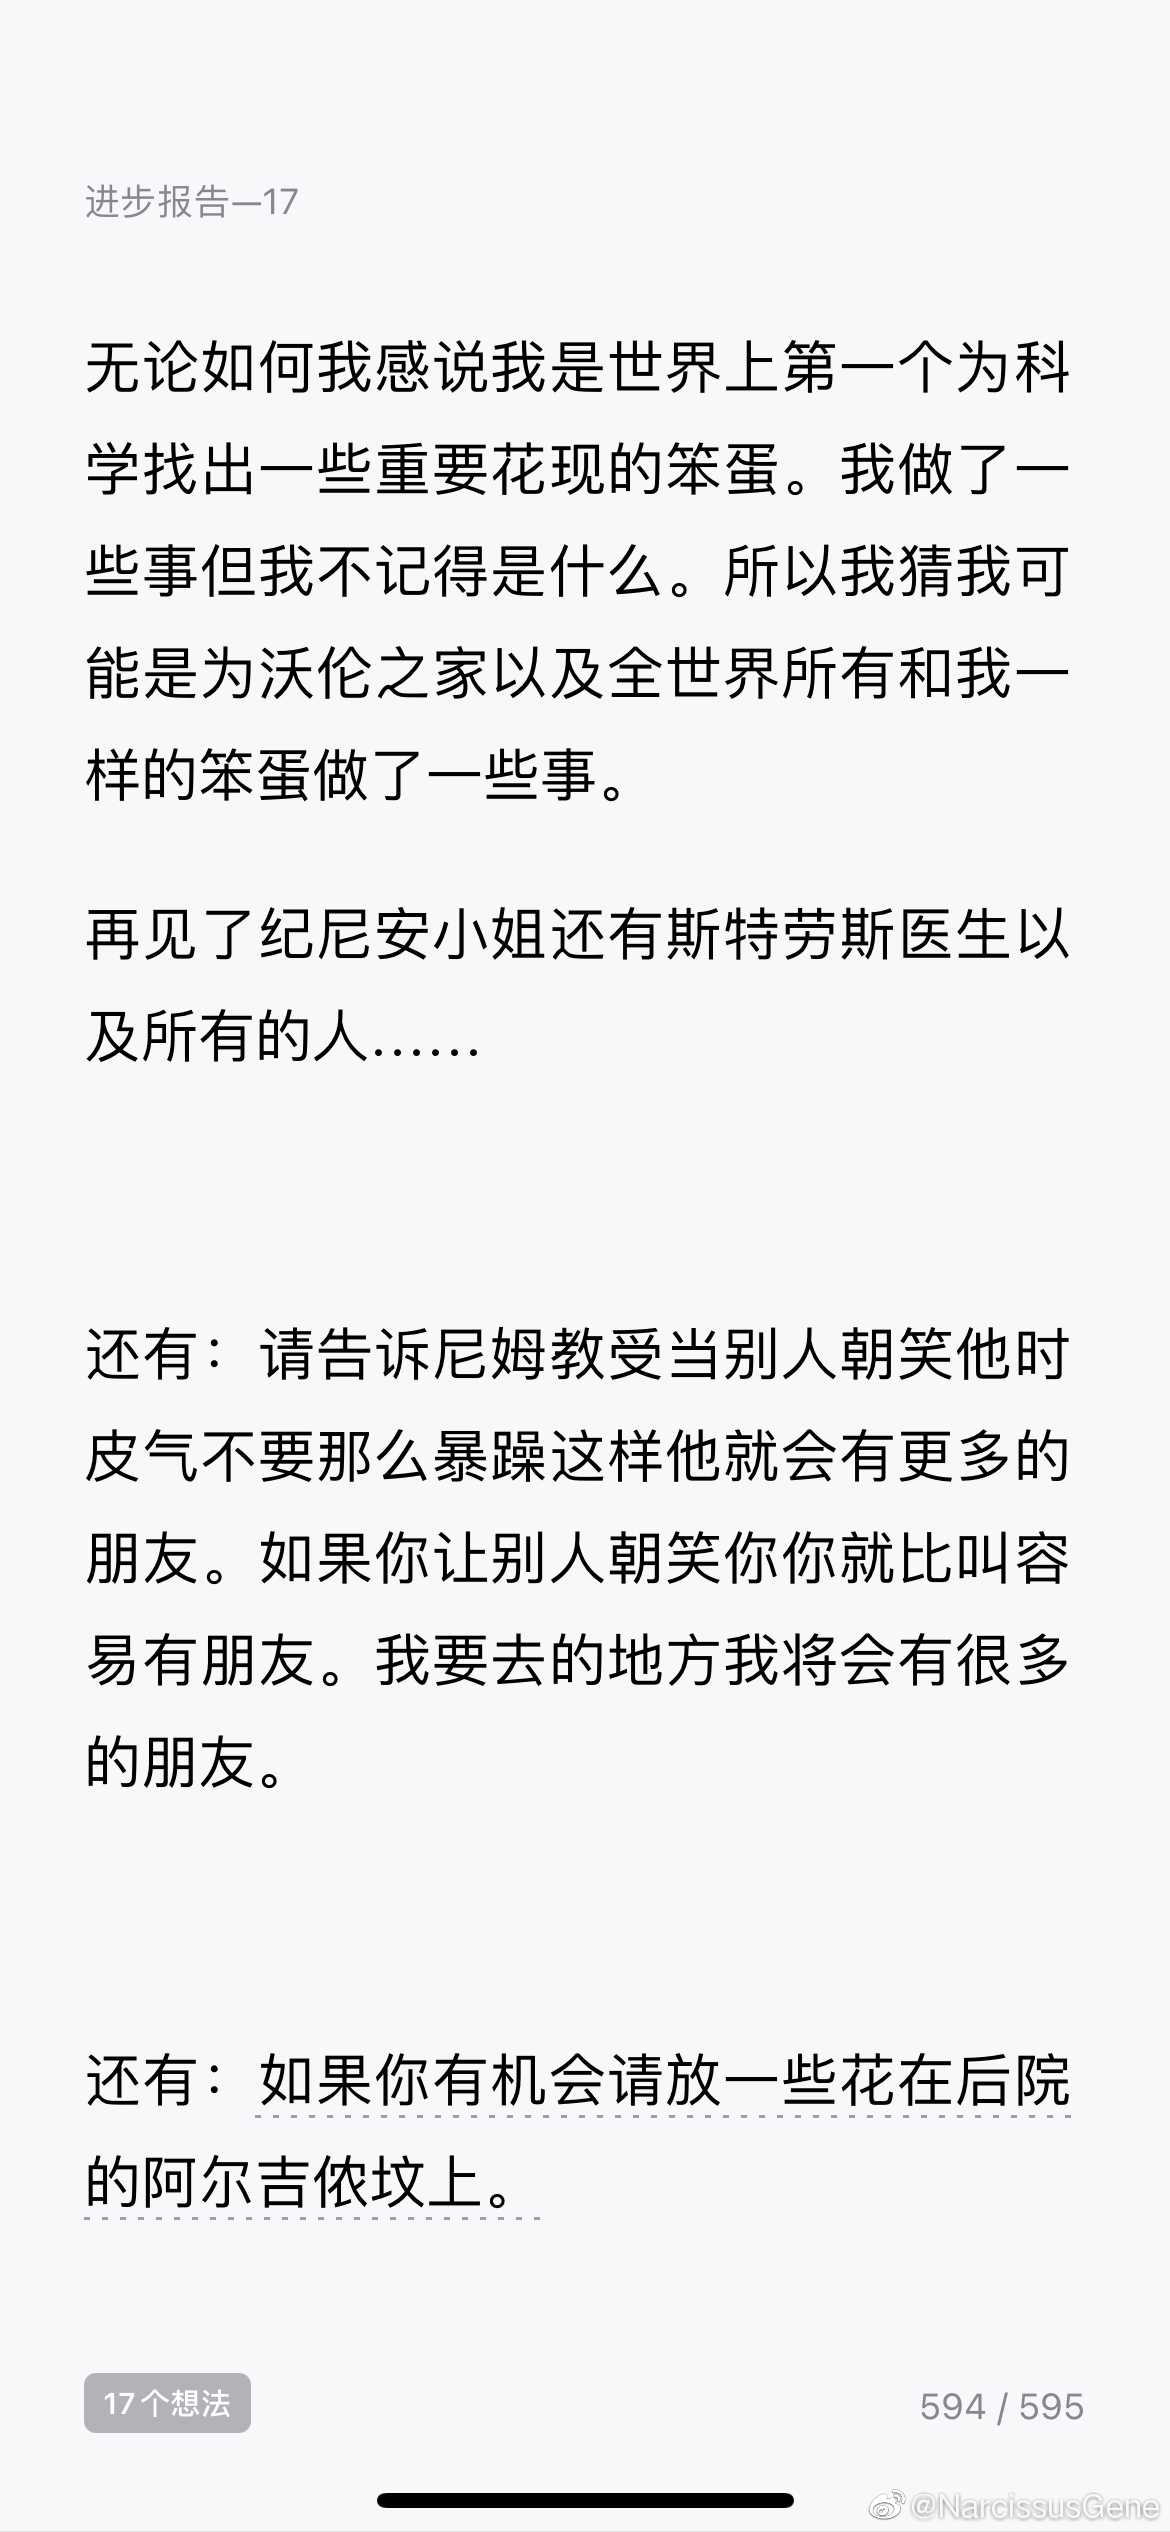 进步报告—17
无论如何我感说我是世界上第一个为科
学找出一些重要花现的笨蛋。我做了一
些事但我不记得是什么。所以我猜我可
能是为沃伦之家以及全世界所有和我一
样的笨蛋做了一些事。
再见了纪尼安小姐还有斯特劳斯医生以
及所有的人……
还有：请告诉尼姆教受当别人朝笑他时
皮气不要那么暴躁这样他就会有更多的
朋友。如果你让别人朝笑你你就比叫容
易有朋友。我要去的地方我将会有很多
的朋友。
还有：如果你有机会请放一些花在后院
的阿尔吉侬坟上。
17个想法
594 / 595
@NarcissusGene